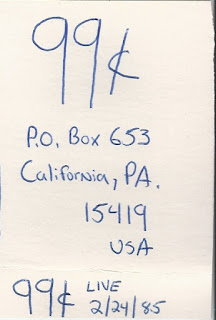 99¢
P.O. Box 653
California, PA.
15419
USA
99¢ LIVE
2/24/85